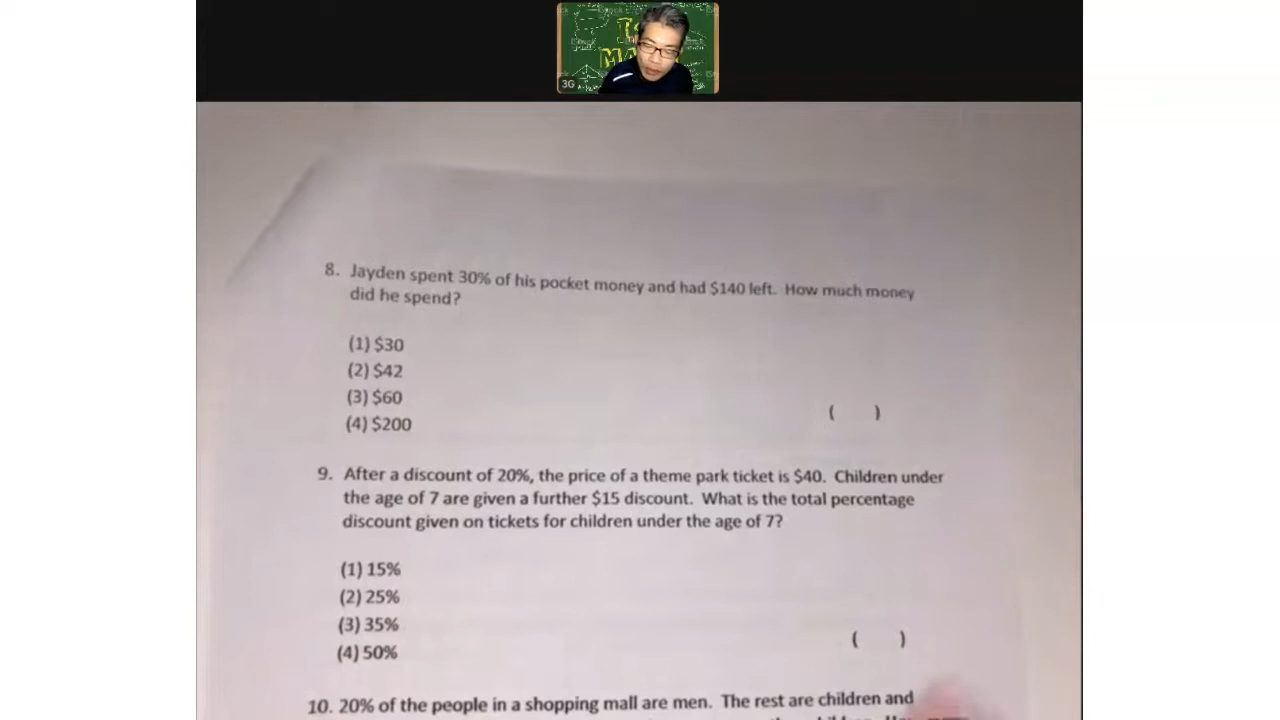 3G
8. Jayden spent 30% of his pocket money and had $140 left. How much money
did he spend?
(1) $30
(2) $42
(3) $60
(4) $200
( )
9. After a discount of 20%, the price of a theme park ticket is $40. Children under
the age of 7 are given a further $15 discount. What is the total percentage
discount given on tickets for children under the age of 7?
(1) 15%
(2) 25%
(3) 35%
(4) 50%
( )
10. 20% of the people in a shopping mall are men. The rest are children and